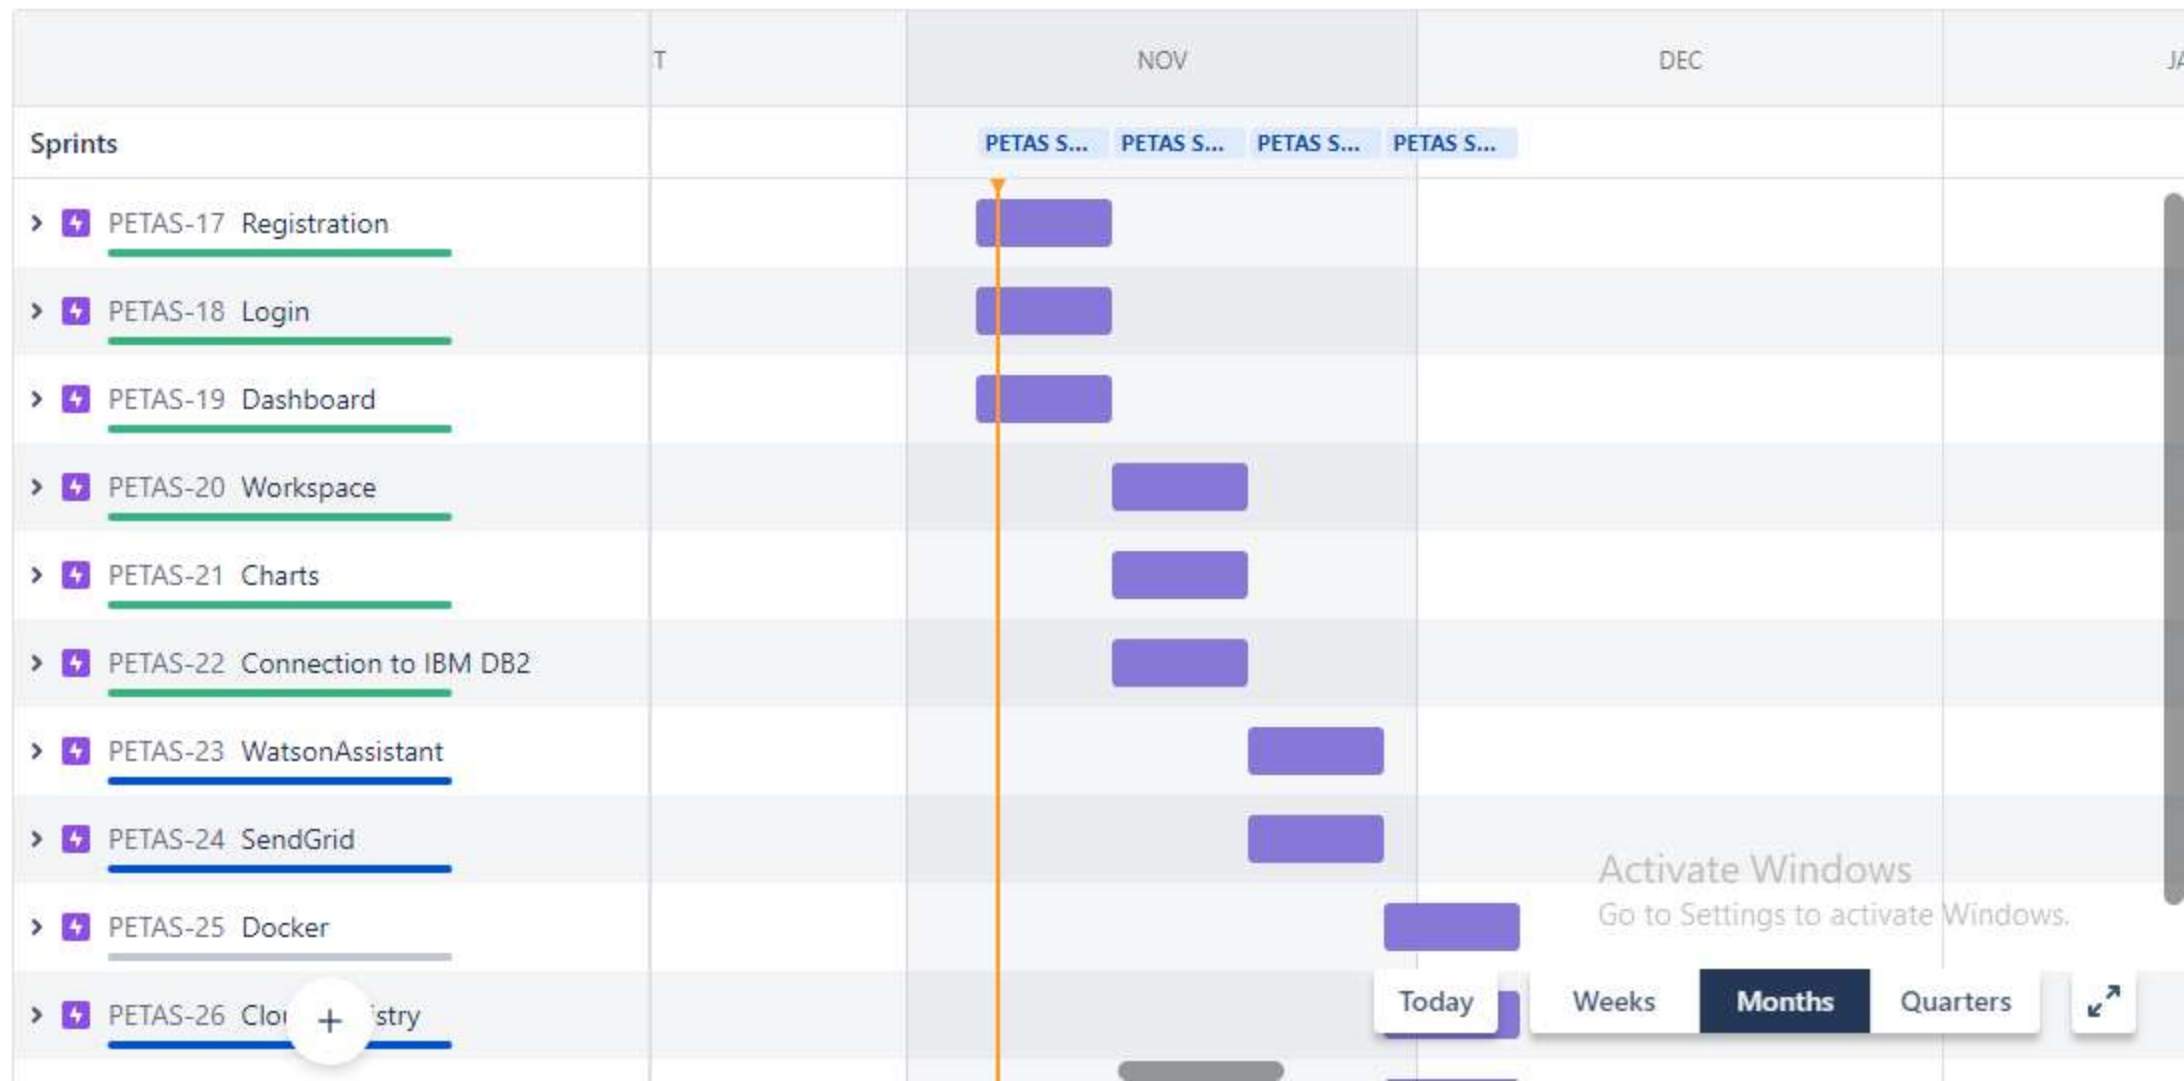 T NOV DEC JA
Sprints PETAS S... PETAS S... PETAS S... PETAS S...
PETAS-17 Registration
PETAS-18 Login
PETAS-19 Dashboard
PETAS-20 Workspace
PETAS-21 Charts
PETAS-22 Connection to IBM DB2
PETAS-23 WatsonAssistant
PETAS-24 SendGrid
Activate Windows
Go to Settings to activate Windows.
PETAS-25 Docker
Today Weeks Months Quarters
PETAS-26